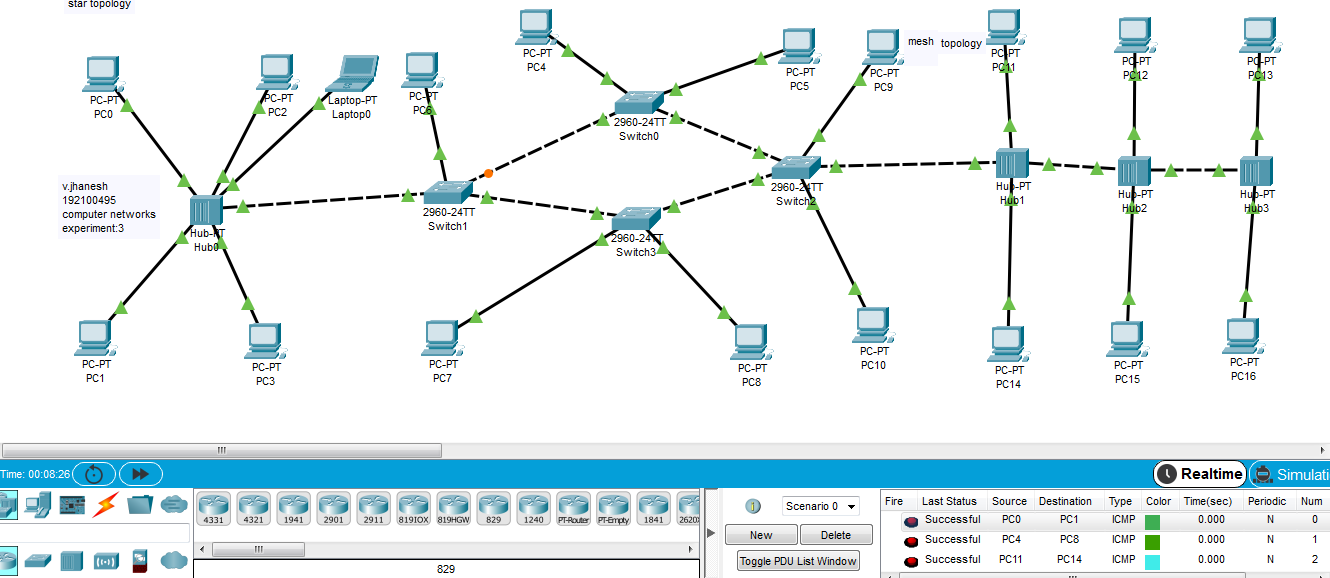 star topology
PC-PT
PC4
PC-PT
PC5
PC-PT
PC9
mesh topology
PC-PT
PC11
PC-PT
PC12
PC-PT
PC13
PC-PT
PC0
PC-PT
PC2
Laptop-PT
Laptop0
PC-PT
PC6
2960-24TT
Switch0
v.jhanesh
192100495
computer networks
experiment:3
Hub-PT
Hub0
2960-24TT
Switch1
2960-24TT
Switch3
2960-24TT
Switch2
Hub-PT
Hub1
Hub-PT
Hub2
Hub-PT
Hub3
PC-PT
PC1
PC-PT
PC3
PC-PT
PC7
PC-PT
PC8
PC-PT
PC10
PC-PT
PC14
PC-PT
PC15
PC-PT
PC16
Time: 00:08:26
Realtime
Simulati
4331 4321 1941 2901 2911 819IOX 819HGW 829 1240 PT-Router PT-Empty 1841 2620X
829
Scenario 0
New Delete
Toggle PDU List Window
Fire Last Status Source Destination Type Color Time(sec) Periodic Num
Successful PC0 PC1 ICMP 0.000 N 0
Successful PC4 PC8 ICMP 0.000 N 1
Successful PC11 PC14 ICMP 0.000 N 2